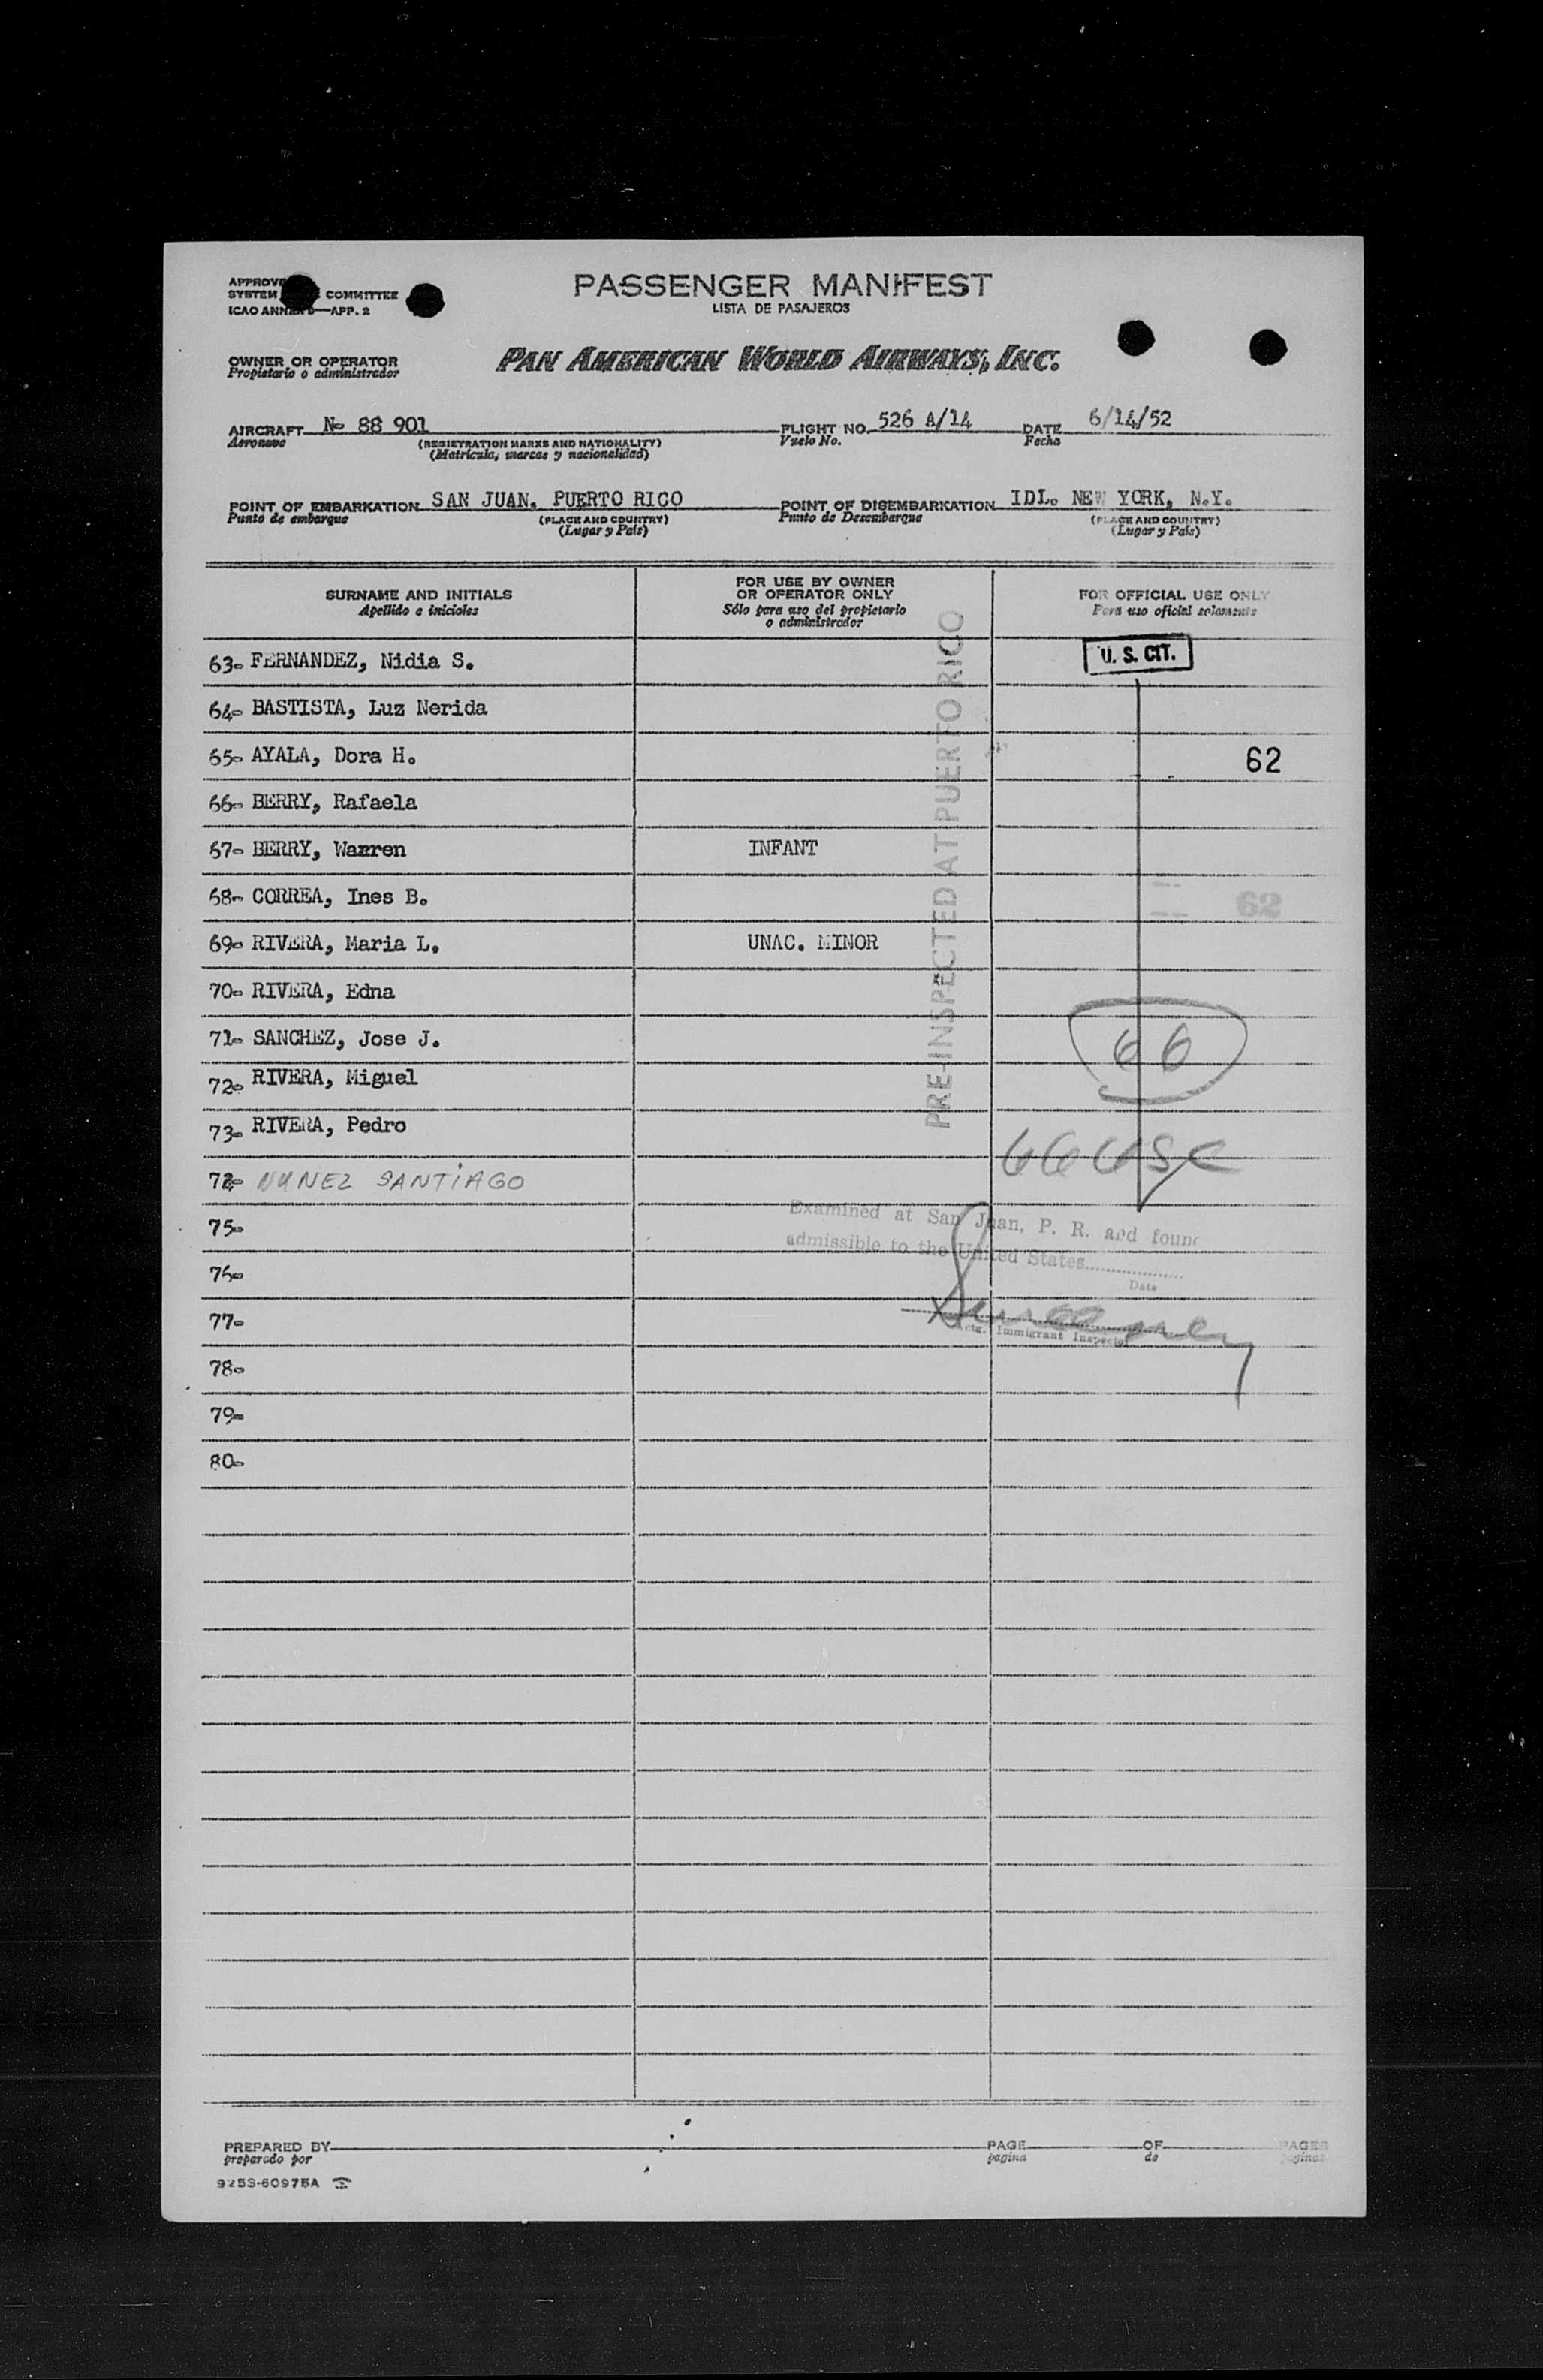 APPROVE
SYSTEM COMMITTEE
ICAO ANNEX 9—APP. 2
PASSENGER MANIFEST
LISTA DE PASAJEROS
OWNER OR OPERATOR
Propietario o administrador
PAN AMERICAN WORLD AIRWAYS, INC.
AIRCRAFT No 88 901
Aeronave
(REGISTRATION MARKS AND NATIONALITY)
(Matrícula, marcas y nacionalidad)
FLIGHT NO. 526 A/14
Vuelo No.
DATE 6/14/52
Fecha
POINT OF EMBARKATION SAN JUAN, PUERTO RICO
Punto de embarque
(PLACE AND COUNTRY)
(Lugar y País)
POINT OF DISEMBARKATION IDL. NEW YORK, N.Y.
Punto de Desembarque
(PLACE AND COUNTRY)
(Lugar y País)
SURNAME AND INITIALS
Apellido e iniciales
FOR USE BY OWNER
OR OPERATOR ONLY
Sólo para uso del propietario
o administrador
FOR OFFICIAL USE ONLY
Para uso oficial solamente
63- FERNANDEZ, Nidia S.
U. S. CIT.
64- BASTISTA, Luz Nerida
65- AYALA, Dora H.
62
66- BERRY, Rafaela
67- BERRY, Warren INFANT
68- CORREA, Ines B.
62
69- RIVERA, Maria L. UNAC. MINOR
70- RIVERA, Edna
71- SANCHEZ, Jose J.
66
72- RIVERA, Miguel
73- RIVERA, Pedro
PRE-INSPECTED AT PUERTO RICO
66 USC
NUNEZ SANTIAGO
75-
Examined at San Juan, P. R. and found
admissible to the United States
Date
76-
77-
Immigrant Inspector
78-
79-
80-
PREPARED BY
preparado por
PAGE OF PAGES
pagina de paginas
9253-60975A